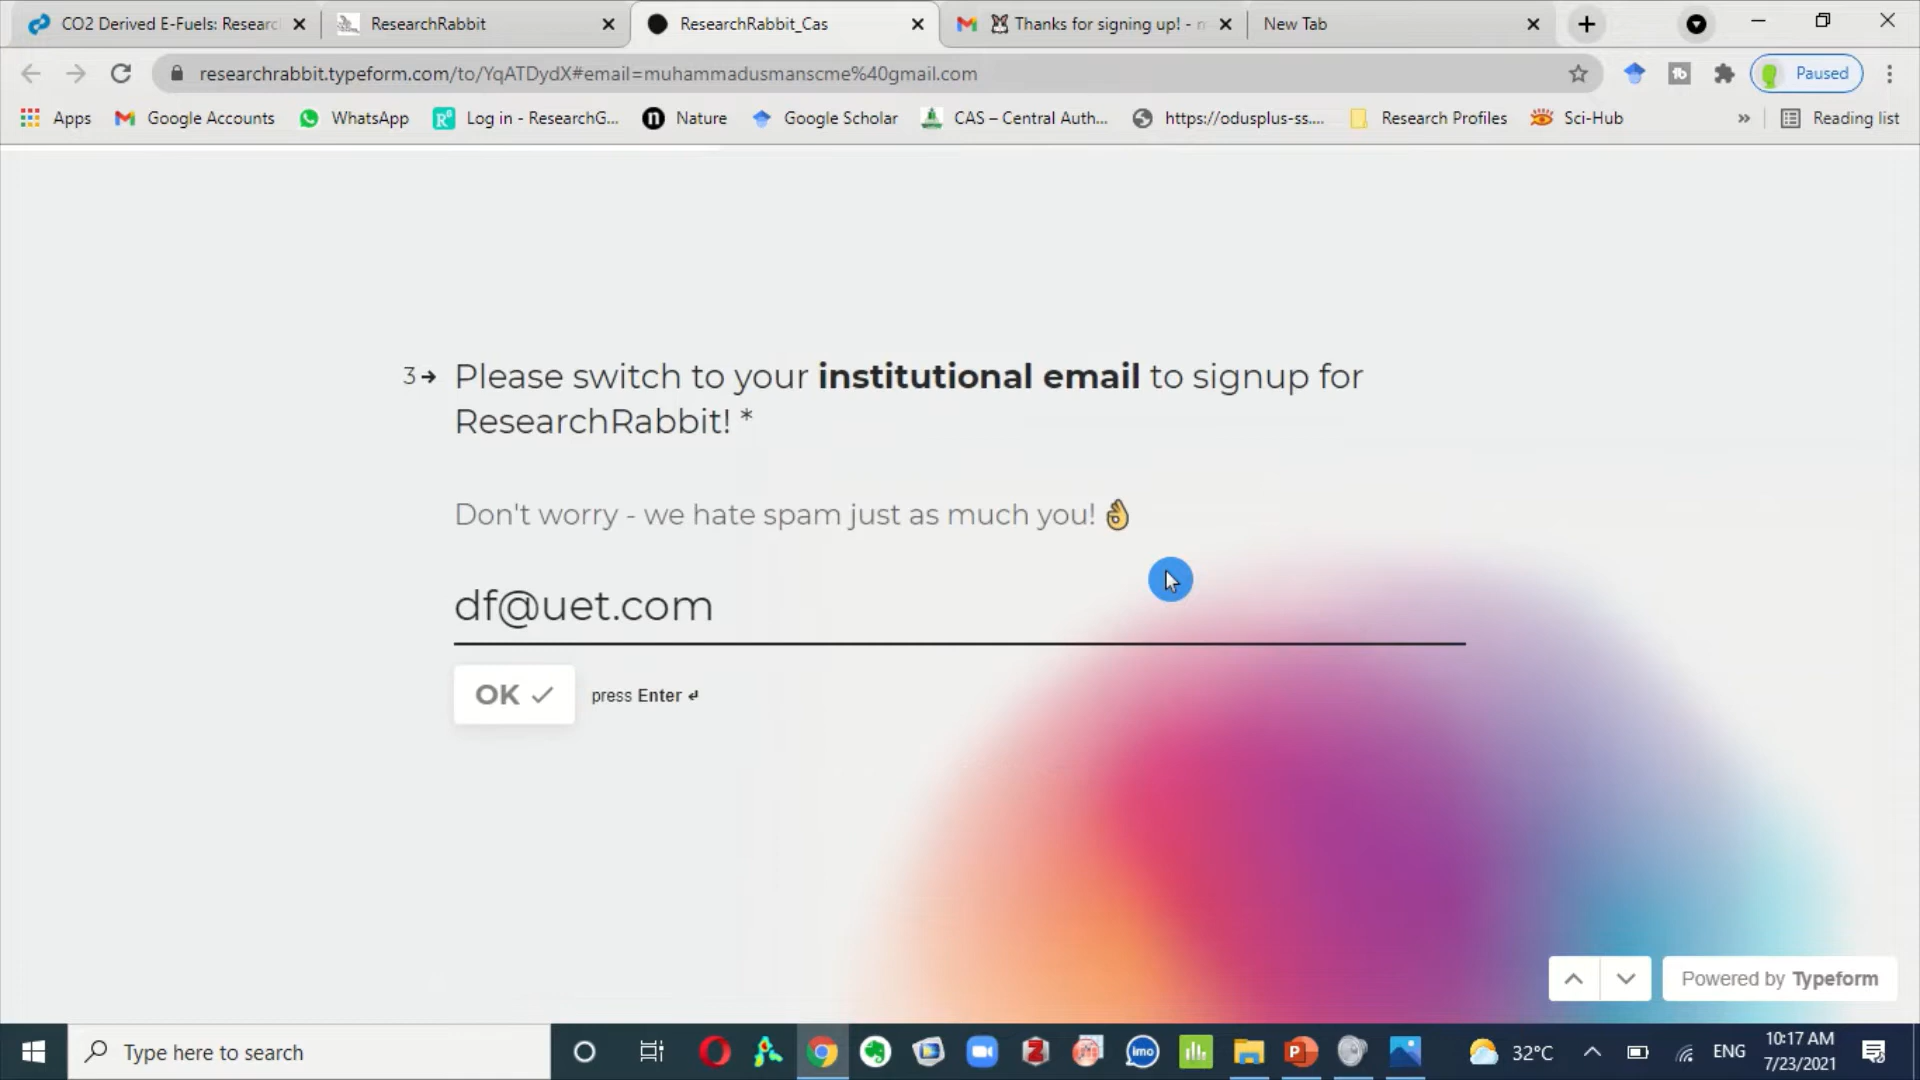 CO2 Derived E-Fuels: Researc
ResearchRabbit
ResearchRabbit_Cas
Thanks for signing up! -
New Tab
researchrabbit.typeform.com/to/YqATDydX#email=muhammadusmanscme%40gmail.com
Paused
Apps
Google Accounts
WhatsApp
Log in - ResearchG...
Nature
Google Scholar
CAS – Central Auth...
https://odusplus-ss....
Research Profiles
Sci-Hub
»
Reading list
3 → Please switch to your institutional email to signup for
ResearchRabbit! *
Don't worry - we hate spam just as much you! 👌
df@uet.com
OK ✓
press Enter ↵
Powered by Typeform
Type here to search
imo
32°C
ENG
10:17 AM
7/23/2021